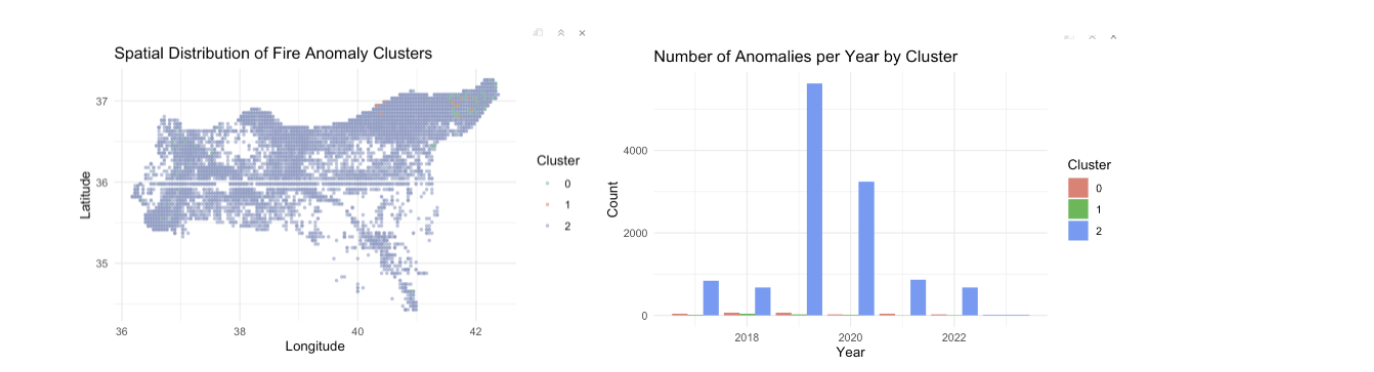 Spatial Distribution of Fire Anomaly Clusters
37
36
35
Latitude
36
38
40
42
Longitude
Cluster
0
1
2
Number of Anomalies per Year by Cluster
4000
2000
0
Count
2018
2020
2022
Year
Cluster
0
1
2